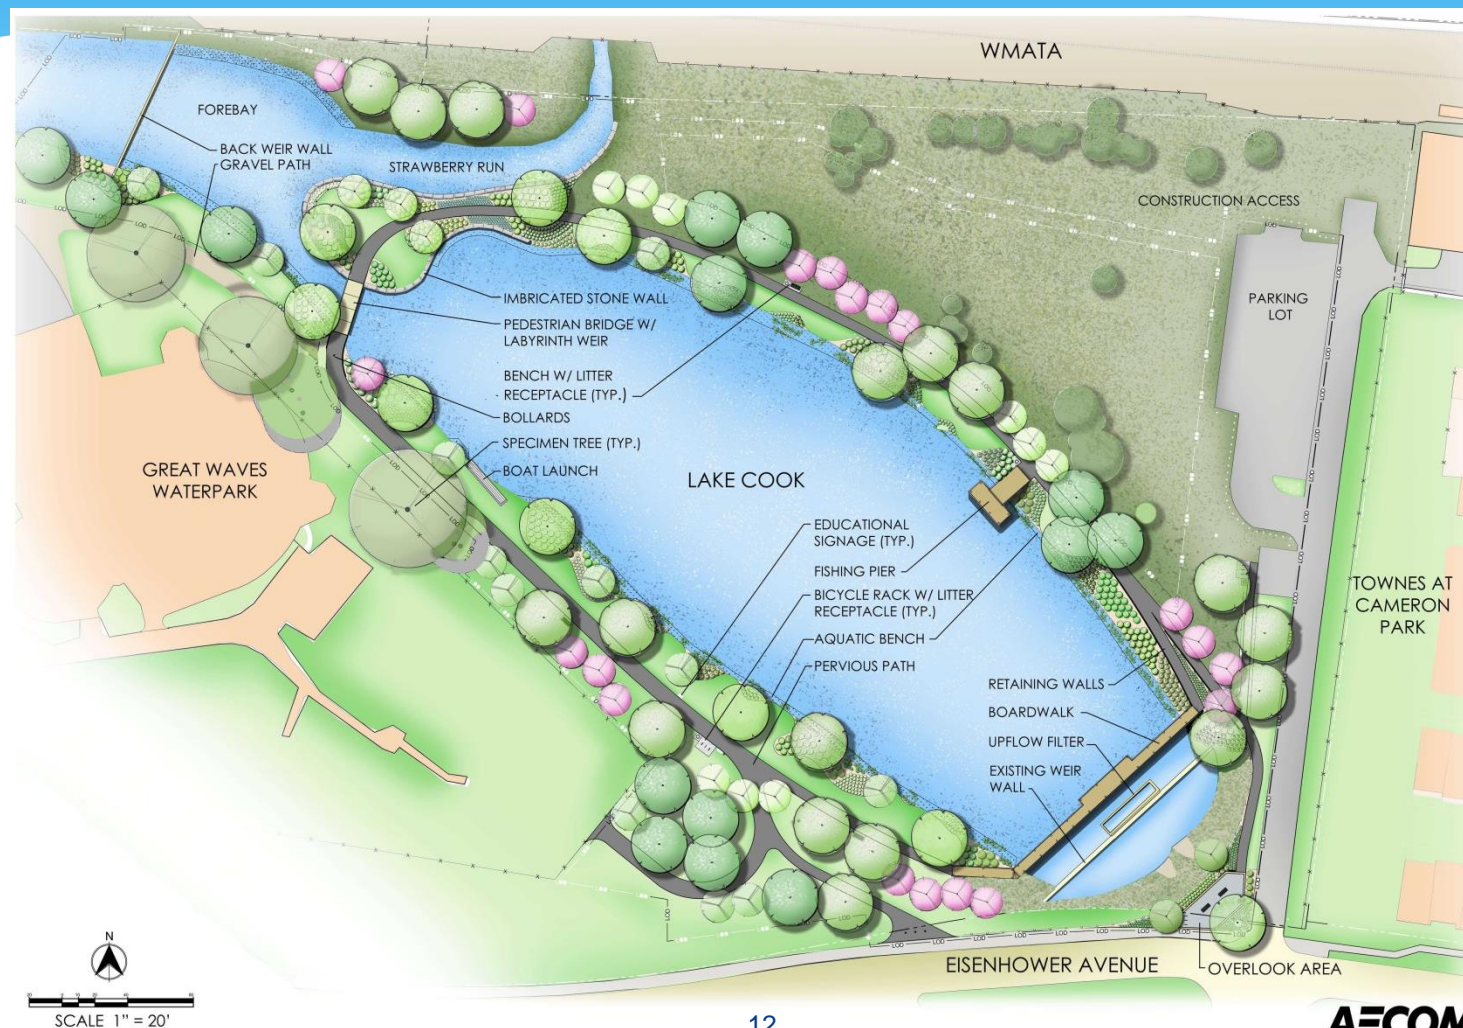 WMATA
FOREBAY
BACK WEIR WALL
GRAVEL PATH
STRAWBERRY RUN
CONSTRUCTION ACCESS
IMBRICATED STONE WALL
PARKING
LOT
PEDESTRIAN BRIDGE W/
LABYRINTH WEIR
BENCH W/ LITTER
RECEPTACLE (TYP.)
BOLLARDS
SPECIMEN TREE (TYP.)
BOAT LAUNCH
GREAT WAVES
WATERPARK
LAKE COOK
EDUCATIONAL
SIGNAGE (TYP.)
FISHING PIER
BICYCLE RACK W/ LITTER
RECEPTACLE (TYP.)
AQUATIC BENCH
PERVIOUS PATH
TOWNES AT
CAMERON
PARK
RETAINING WALLS
BOARDWALK
UPFLOW FILTER
EXISTING WEIR
WALL
EISENHOWER AVENUE
OVERLOOK AREA
N
SCALE 1" = 20'
12
AECOM